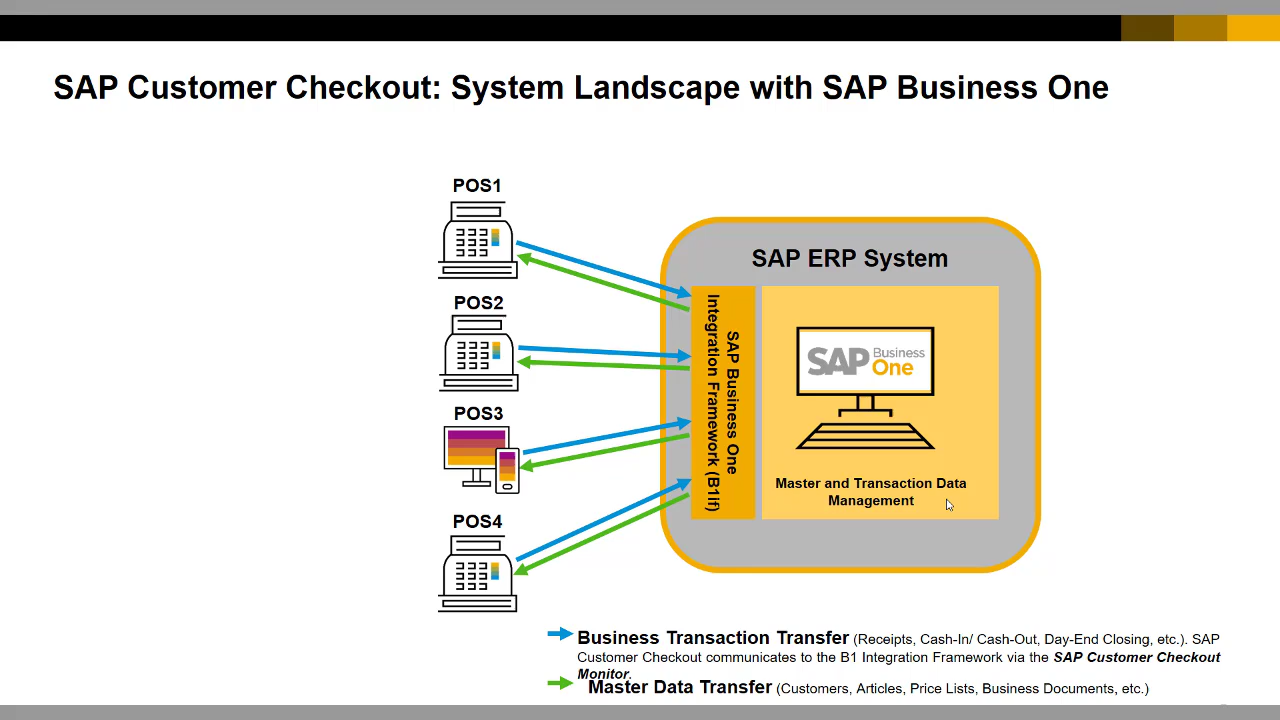 SAP Customer Checkout: System Landscape with SAP Business One
POS1
POS2
POS3
POS4
SAP ERP System
SAP Business One
Integration Framework (B1if)
SAP Business
One
Master and Transaction Data
Management
Business Transaction Transfer (Receipts, Cash-In/ Cash-Out, Day-End Closing, etc.). SAP
Customer Checkout communicates to the B1 Integration Framework via the SAP Customer Checkout
Monitor.
Master Data Transfer (Customers, Articles, Price Lists, Business Documents, etc.)